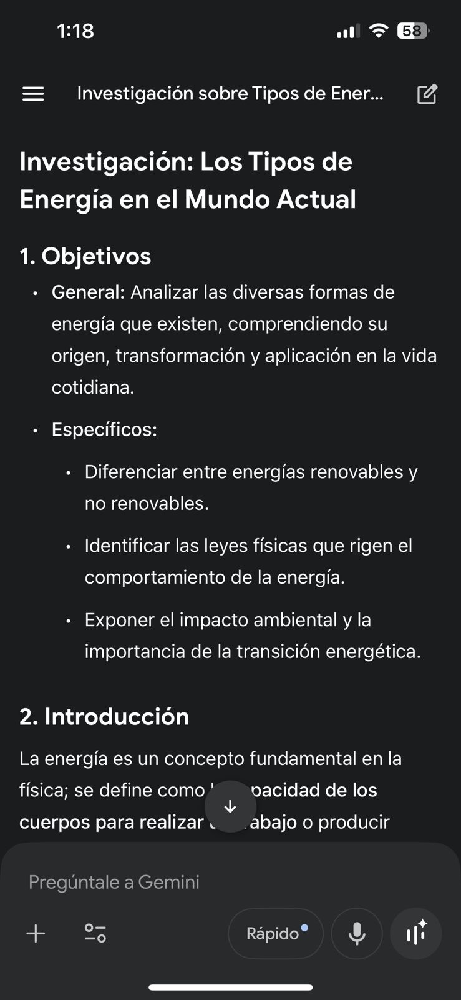 1:18
58
Investigación sobre Tipos de Ener...
Investigación: Los Tipos de
Energía en el Mundo Actual
1. Objetivos
• General: Analizar las diversas formas de
energía que existen, comprendiendo su
origen, transformación y aplicación en la vida
cotidiana.
• Específicos:
• Diferenciar entre energías renovables y
no renovables.
• Identificar las leyes físicas que rigen el
comportamiento de la energía.
• Exponer el impacto ambiental y la
importancia de la transición energética.
2. Introducción
La energía es un concepto fundamental en la
física; se define como pacidad de los
cuerpos para realizar abajo o producir
Pregúntale a Gemini
Rápido